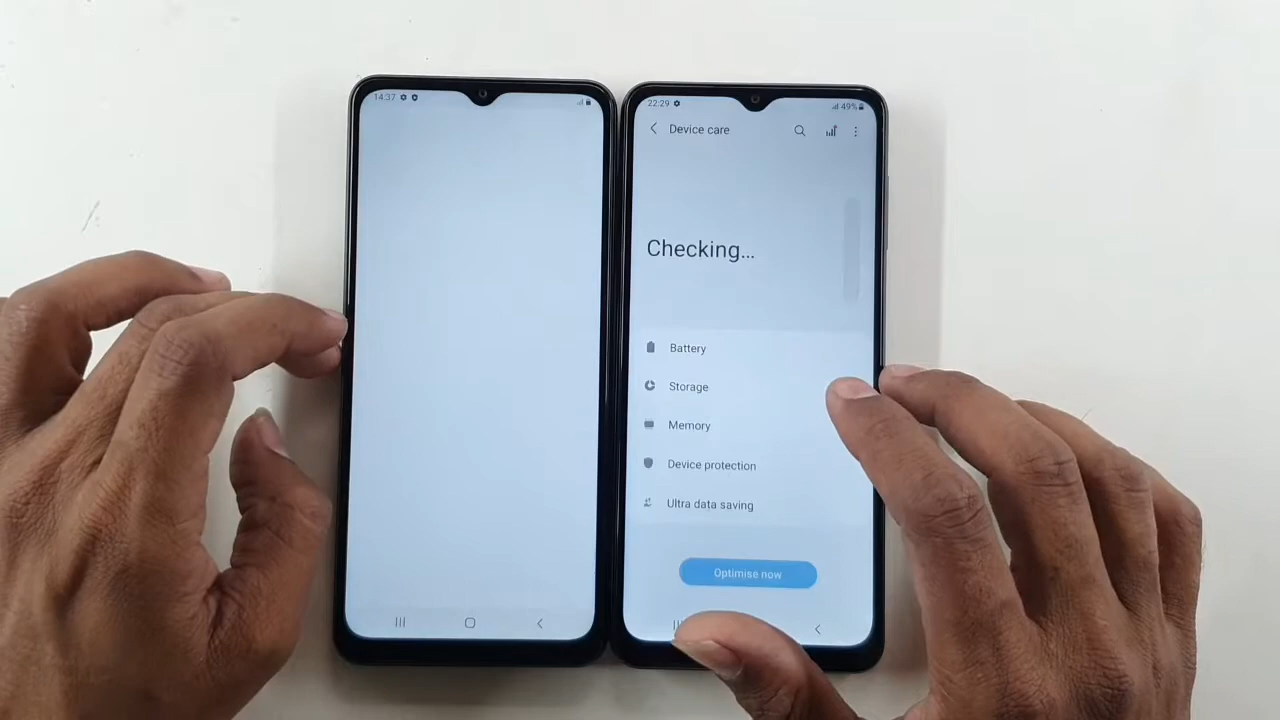 14:37
22:29
49%
Device care
Checking...
Battery
Storage
Memory
Device protection
Ultra data saving
Optimise now